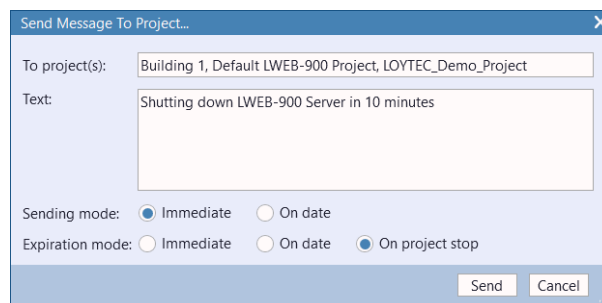 Send Message To Project...
To project(s): Building 1, Default LWEB-900 Project, LOYTEC_Demo_Project
Text: Shutting down LWEB-900 Server in 10 minutes
Sending mode: Immediate On date
Expiration mode: Immediate On date On project stop
Send Cancel